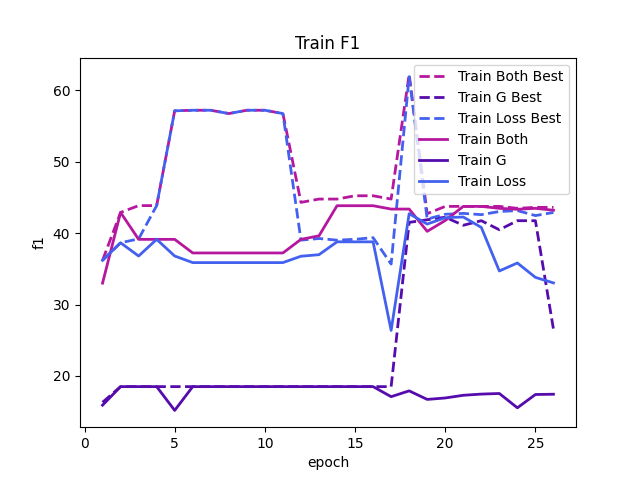 Train F1
Train Both Best
Train G Best
Train Loss Best
Train Both
Train G
Train Loss
f1
60
50
40
30
20
0
5
10
15
20
25
epoch